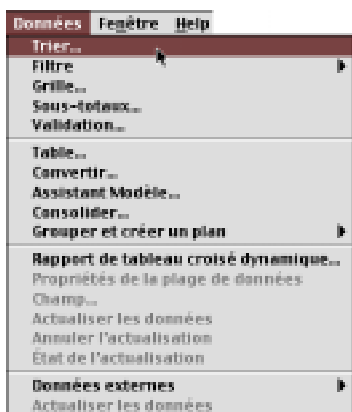 Données Fenêtre Help
Trier...
Filtre
Grille...
Sous-totaux...
Validation...
Table...
Convertir...
Assistant Modèle...
Consolider...
Grouper et créer un plan
Rapport de tableau croisé dynamique...
Propriétés de la plage de données
Champ...
Actualiser les données
Annuler l'actualisation
État de l'actualisation
Données externes
Actualiser les données